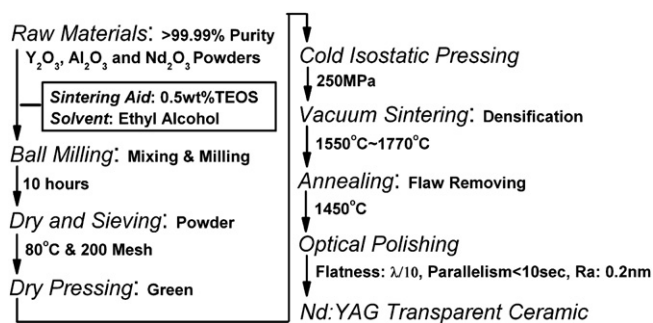 Raw Materials: >99.99% Purity
Y₂O₃, Al₂O₃ and Nd₂O₃ Powders
Sintering Aid: 0.5wt%TEOS
Solvent: Ethyl Alcohol
Ball Milling: Mixing & Milling
10 hours
Dry and Sieving: Powder
80°C & 200 Mesh
Dry Pressing: Green
Cold Isostatic Pressing
250MPa
Vacuum Sintering: Densification
1550°C~1770°C
Annealing: Flaw Removing
1450°C
Optical Polishing
Flatness: λ/10, Parallelism<10sec, Ra: 0.2nm
Nd:YAG Transparent Ceramic